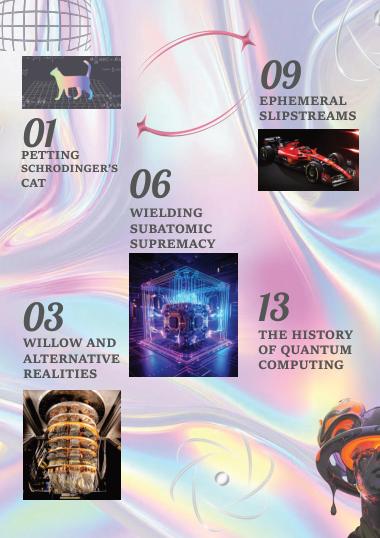 01
PETTING
SCHRODINGER'S
CAT
03
WILLOW AND
ALTERNATIVE
REALITIES
06
WIELDING
SUBATOMIC
SUPREMACY
09
EPHEMERAL
SLIPSTREAMS
13
THE HISTORY
OF QUANTUM
COMPUTING